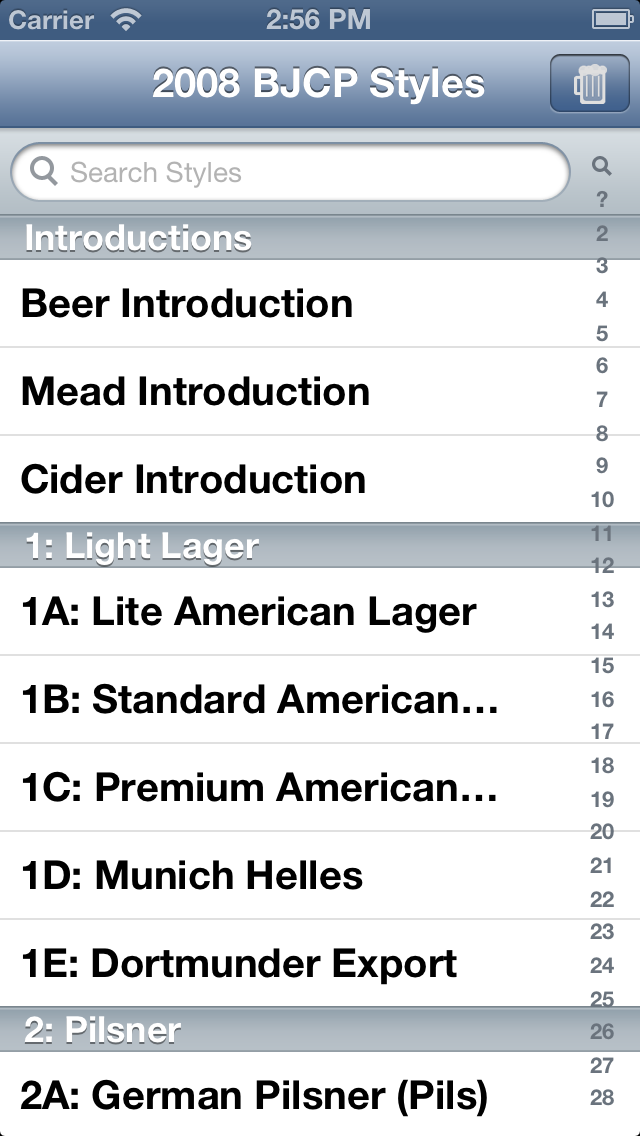 Carrier 2:56 PM
2008 BJCP Styles
Search Styles
?
Introductions
2
3
Beer Introduction
4
5
6
Mead Introduction
7
8
9
Cider Introduction
10
1: Light Lager
11
12
1A: Lite American Lager
13
14
15
1B: Standard American...
16
17
18
1C: Premium American...
19
20
21
1D: Munich Helles
22
23
1E: Dortmunder Export
24
25
2: Pilsner
26
27
2A: German Pilsner (Pils)
28